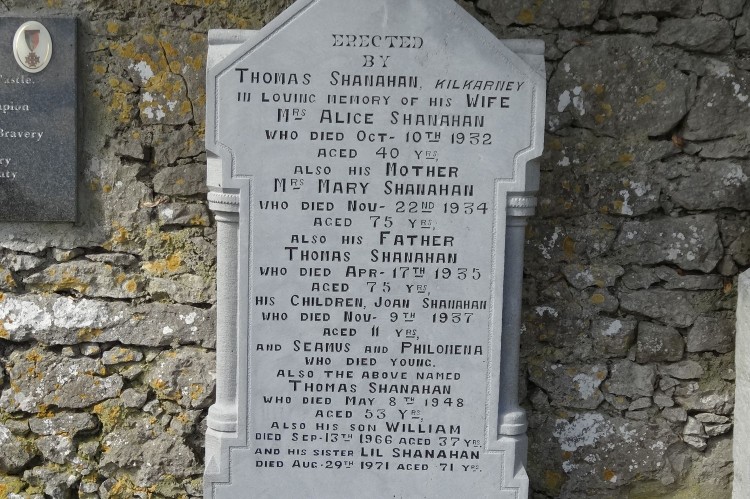 astle.
pion
Bravery
ry
aty
ERECTED
BY
THOMAS SHANAHAN, KILKARNEY
IN LOVING MEMORY OF HIS WIFE
MRS ALICE SHANAHAN
WHO DIED OCT- 10TH 1932
AGED 40 YRS,
ALSO HIS MOTHER
MRS MARY SHANAHAN
WHO DIED NOV- 22ND 1934
AGED 75 YRS,
ALSO HIS FATHER
THOMAS SHANAHAN
WHO DIED APR- 17TH 1935
AGED 75 YRS,
HIS CHILDREN, JOAN SHANAHAN
WHO DIED NOV- 9TH 1937
AGED 11 YRS,
AND SEAMUS AND PHILOMENA
WHO DIED YOUNG.
ALSO THE ABOVE NAMED
THOMAS SHANAHAN
WHO DIED MAY 8TH 1948
AGED 53 YRS,
ALSO HIS SON WILLIAM
DIED SEP-13TH 1966 AGED 37 YRS
AND HIS SISTER LIL SHANAHAN
DIED AUG-29TH 1971 AGED 71 YRS.